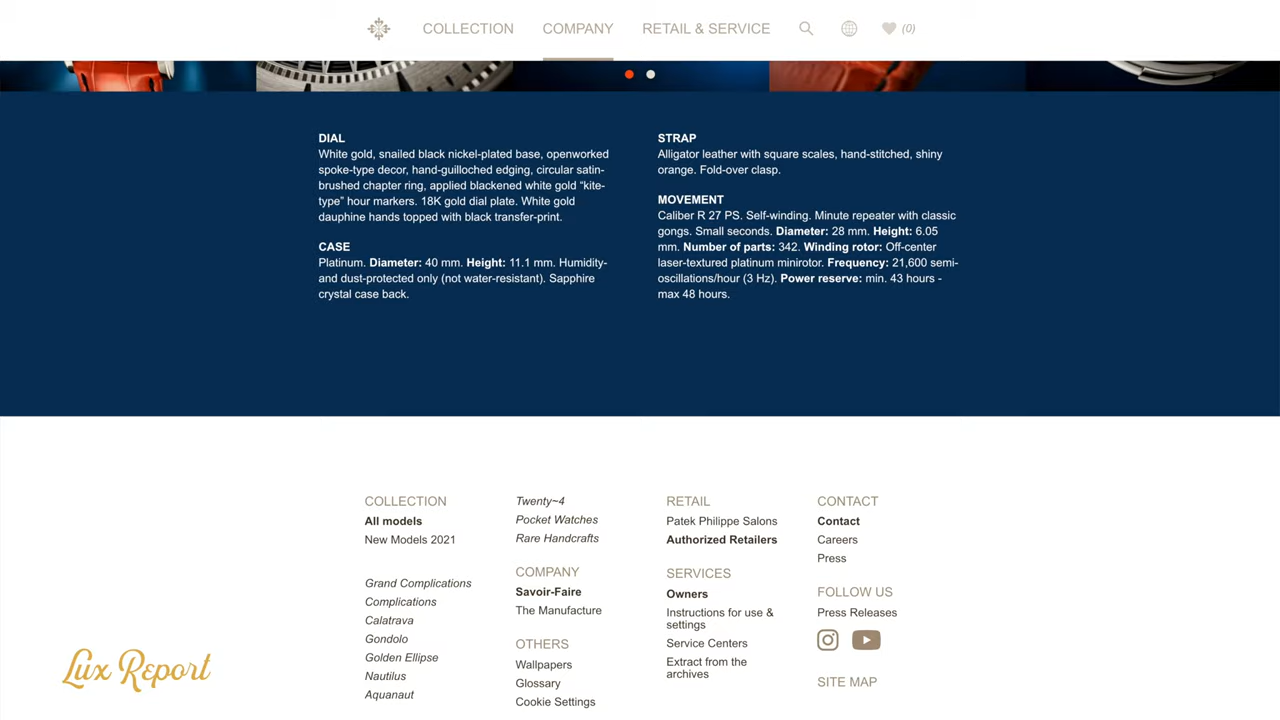 COLLECTION COMPANY RETAIL & SERVICE (0)
DIAL
White gold, snailed black nickel-plated base, openworked
spoke-type decor, hand-guilloched edging, circular satin-
brushed chapter ring, applied blackened white gold “kite-
type” hour markers. 18K gold dial plate. White gold
dauphine hands topped with black transfer-print.
CASE
Platinum. Diameter: 40 mm. Height: 11.1 mm. Humidity-
and dust-protected only (not water-resistant). Sapphire
crystal case back.
STRAP
Alligator leather with square scales, hand-stitched, shiny
orange. Fold-over clasp.
MOVEMENT
Caliber R 27 PS. Self-winding. Minute repeater with classic
gongs. Small seconds. Diameter: 28 mm. Height: 6.05
mm. Number of parts: 342. Winding rotor: Off-center
laser-textured platinum minirotor. Frequency: 21,600 semi-
oscillations/hour (3 Hz). Power reserve: min. 43 hours -
max 48 hours.
COLLECTION
All models
New Models 2021
Grand Complications
Complications
Calatrava
Gondolo
Golden Ellipse
Nautilus
Aquanaut
Twenty~4
Pocket Watches
Rare Handcrafts
COMPANY
Savoir-Faire
The Manufacture
OTHERS
Wallpapers
Glossary
Cookie Settings
RETAIL
Patek Philippe Salons
Authorized Retailers
SERVICES
Owners
Instructions for use &
settings
Service Centers
Extract from the
archives
CONTACT
Contact
Careers
Press
FOLLOW US
Press Releases
SITE MAP
Lux Report